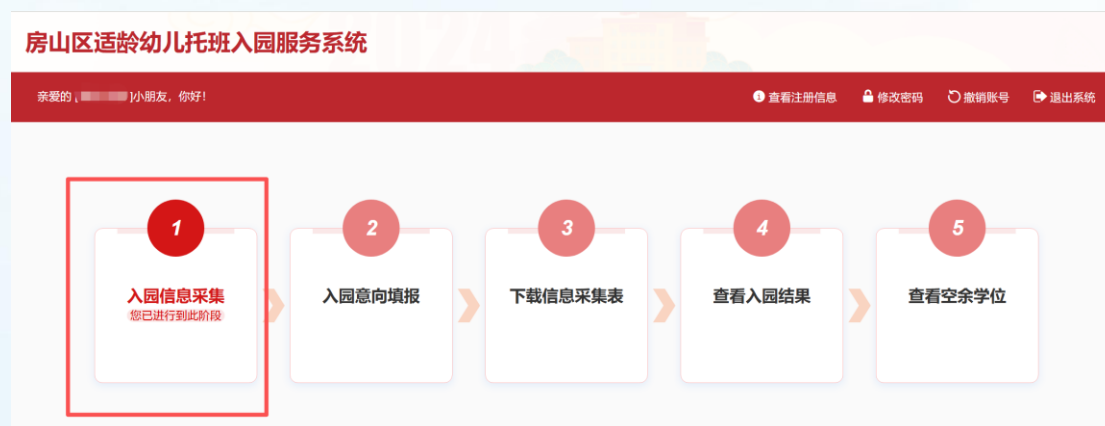 房山区适龄幼儿托班入园服务系统
亲爱的[]小朋友，你好！
查看注册信息 修改密码 撤销账号 退出系统
1 2 3 4 5
入园信息采集 入园意向填报 下载信息采集表 查看入园结果 查看空余学位
您已进行到此阶段